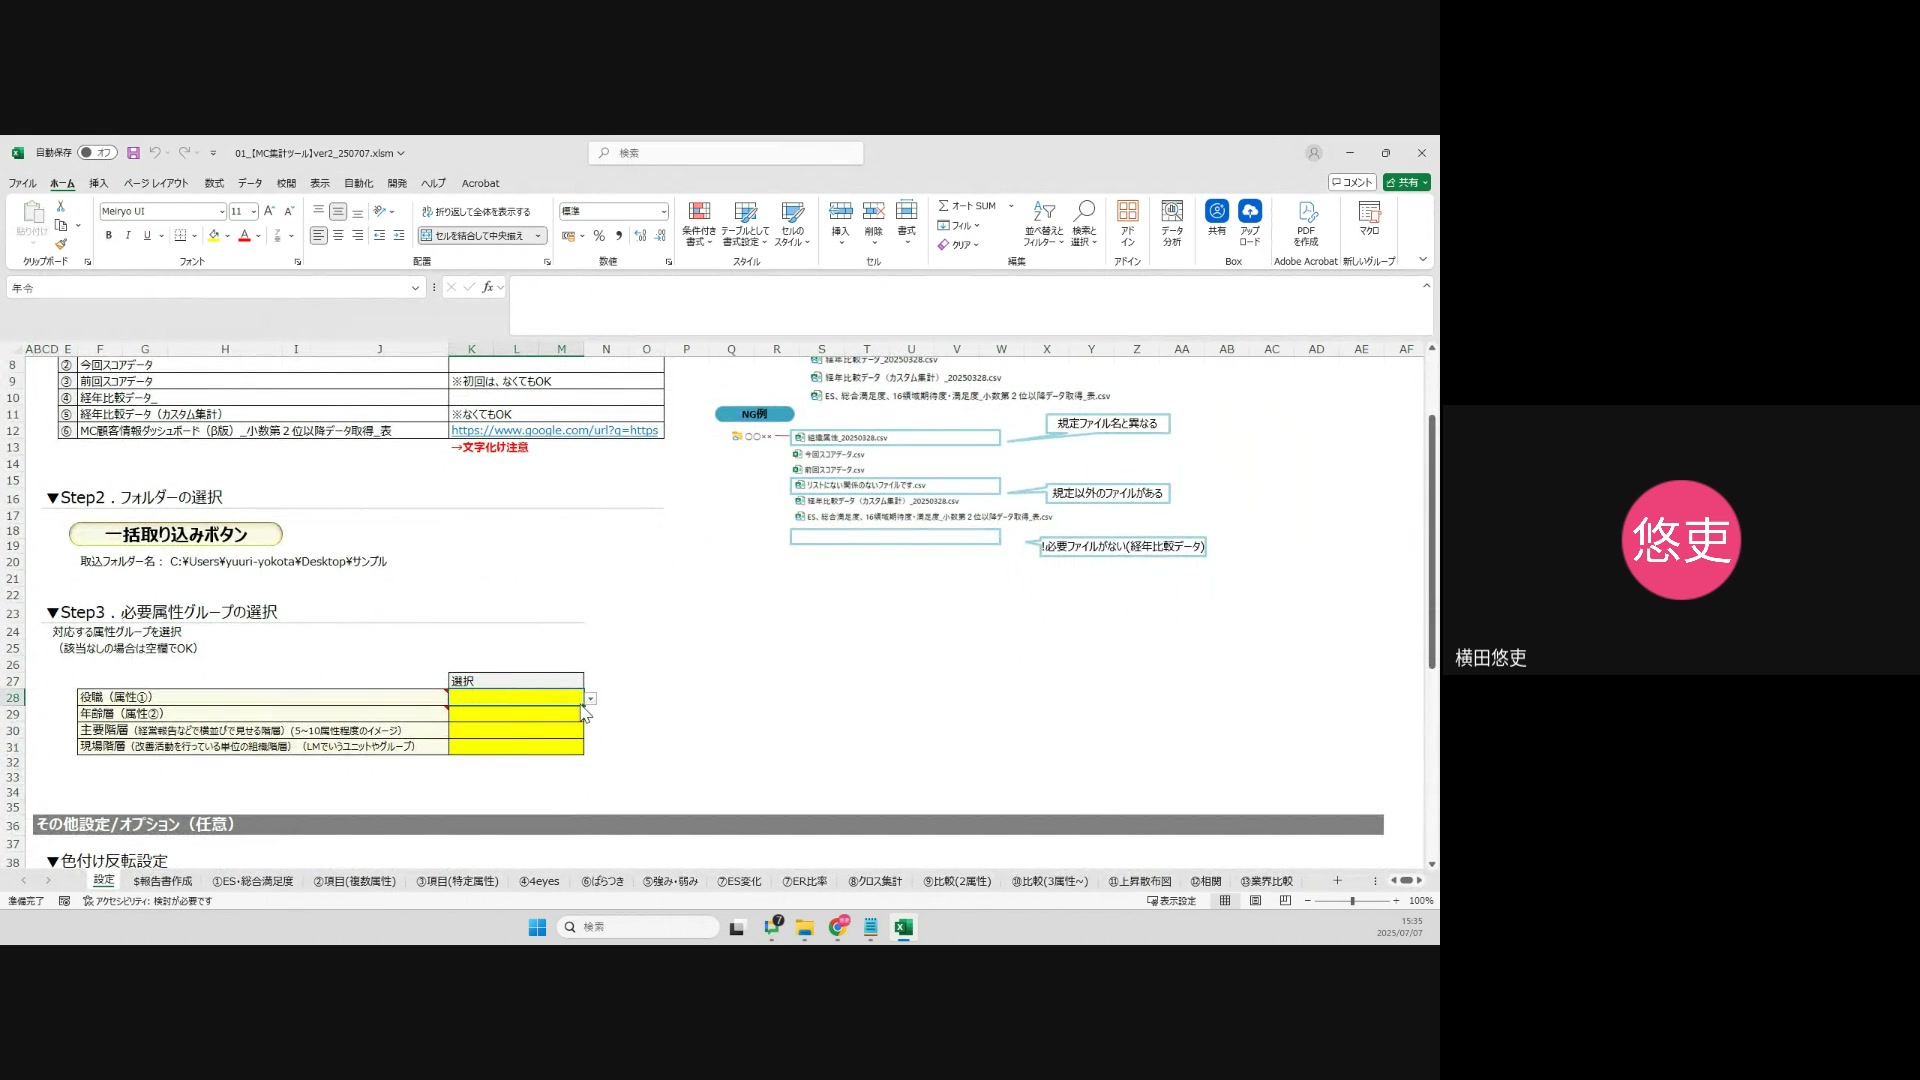 自動保存 オフ 01_【MC集計ツール】ver2_250707.xlsm 検索
ファイル ホーム 挿入 ページ レイアウト 数式 データ 校閲 表示 自動化 開発 ヘルプ Acrobat コメント 共有
貼り付け Meiryo UI 11 折り返して全体を表示する 標準 条件付き書式 テーブルとして書式設定 セルのスタイル 挿入 削除 書式 オート SUM フィル クリア 並べ替えとフィルター 検索と選択 アドイン データ分析 共有 アップロード PDFを作成 マクロ
B I U セルを結合して中央揃え
クリップボード フォント 配置 数値 スタイル セル 編集 アドイン Box Adobe Acrobat 新しいグループ
年令 fx
ABCD E F G H I J K L M N O P Q R S T U V W X Y Z AA AB AC AD AE AF
8 ② 今回スコアデータ
9 ③ 前回スコアデータ ※初回は、なくてもOK
10 ④ 経年比較データ_
11 ⑤ 経年比較データ（カスタム集計） ※なくてもOK
12 ⑥ MC顧客情報ダッシュボード（β版）_小数第２位以降データ取得_表 https://www.google.com/url?q=https
13 →文字化け注意
14
15
16 ▼Step2．フォルダーの選択
17
18 一括取り込みボタン
19
20 取込フォルダー名： C:¥Users¥yuuri-yokota¥Desktop¥サンプル
21
22
23 ▼Step3．必要属性グループの選択
24 対応する属性グループを選択
25 （該当なしの場合は空欄でOK）
26
27 選択
28 役職（属性①）
29 年齢層（属性②）
30 主要階層（経営報告などで横並びで見せる階層）(5~10属性程度のイメージ)
31 現場階層（改善活動を行っている単位の組織階層）（LMでいうユニットやグループ）
32
33
34
35
36 その他設定/オプション（任意）
37
38 ▼色付け反転設定
経年比較データ_20250328.csv
経年比較データ（カスタム集計）_20250328.csv
ES、総合満足度、16領域期待度・満足度_小数第２位以降データ取得_表.csv
NG例
規定ファイル名と異なる
○○×× 組織属性_20250328.csv
今回スコアデータ.csv
前回スコアデータ.csv
リストにない関係のないファイルです.csv
規定以外のファイルがある
経年比較データ（カスタム集計）_20250328.csv
ES、総合満足度、16領域期待度・満足度_小数第２位以降データ取得_表.csv
!必要ファイルがない(経年比較データ)
設定 $報告書作成 ①ES・総合満足度 ②項目(複数属性) ③項目(特定属性) ④4eyes ⑥ばらつき ⑤強み・弱み ⑦ES変化 ⑦ER比率 ⑧クロス集計 ⑨比較(2属性) ⑩比較(3属性~) ⑪上昇散布図 ⑫相関 ⑬業界比較
準備完了 アクセシビリティ: 検討が必要です 表示設定 100%
検索 7
15:35
2025/07/07
悠吏
横田悠吏